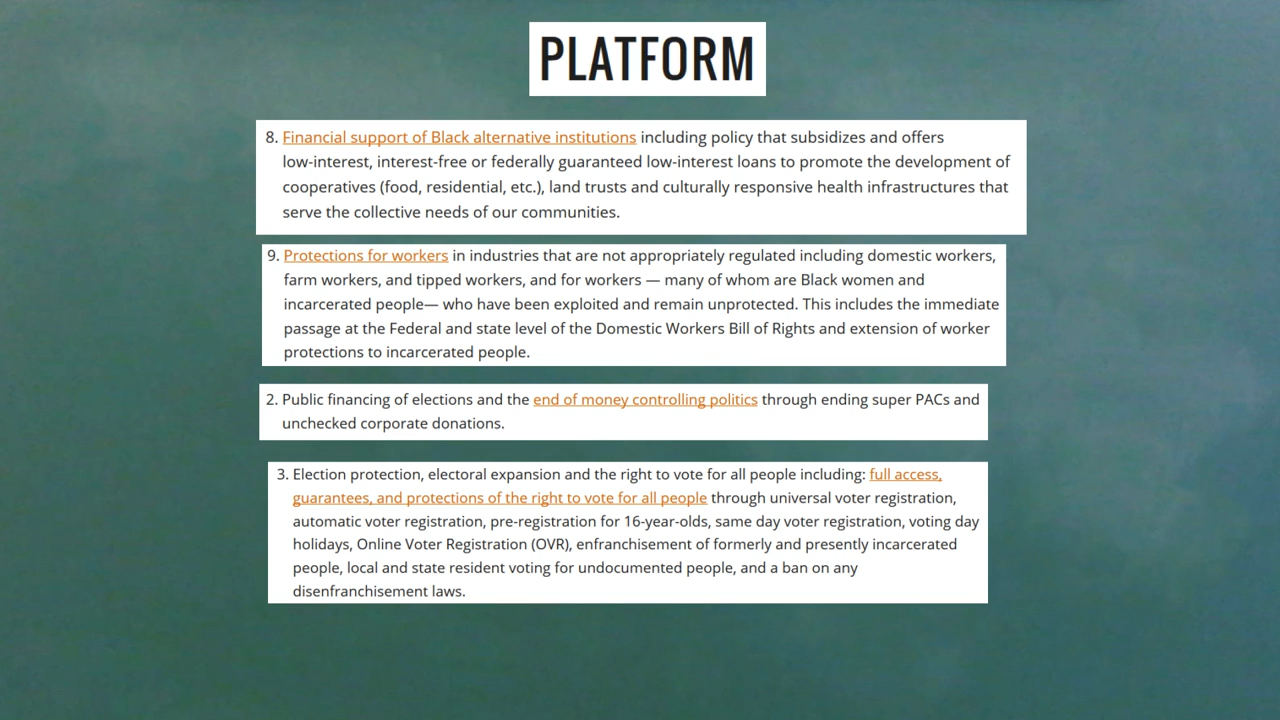 PLATFORM
8. Financial support of Black alternative institutions including policy that subsidizes and offers
low-interest, interest-free or federally guaranteed low-interest loans to promote the development of
cooperatives (food, residential, etc.), land trusts and culturally responsive health infrastructures that
serve the collective needs of our communities.
9. Protections for workers in industries that are not appropriately regulated including domestic workers,
farm workers, and tipped workers, and for workers — many of whom are Black women and
incarcerated people— who have been exploited and remain unprotected. This includes the immediate
passage at the Federal and state level of the Domestic Workers Bill of Rights and extension of worker
protections to incarcerated people.
2. Public financing of elections and the end of money controlling politics through ending super PACs and
unchecked corporate donations.
3. Election protection, electoral expansion and the right to vote for all people including: full access,
guarantees, and protections of the right to vote for all people through universal voter registration,
automatic voter registration, pre-registration for 16-year-olds, same day voter registration, voting day
holidays, Online Voter Registration (OVR), enfranchisement of formerly and presently incarcerated
people, local and state resident voting for undocumented people, and a ban on any
disenfranchisement laws.